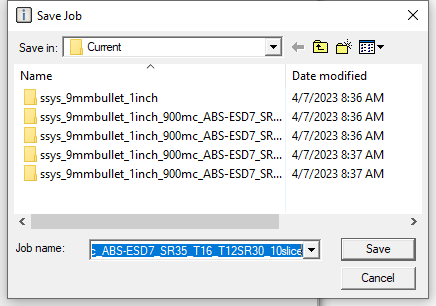 Save Job
Save in: Current
Name Date modified
ssys_9mmbullet_1inch 4/7/2023 8:36 AM
ssys_9mmbullet_1inch_900mc_ABS-ESD7_SR... 4/7/2023 8:36 AM
ssys_9mmbullet_1inch_900mc_ABS-ESD7_SR... 4/7/2023 8:36 AM
ssys_9mmbullet_1inch_900mc_ABS-ESD7_SR... 4/7/2023 8:37 AM
ssys_9mmbullet_1inch_900mc_ABS-ESD7_SR... 4/7/2023 8:37 AM
Job name: c_ABS-ESD7_SR35_T16_T12SR30_10slice Save
Cancel